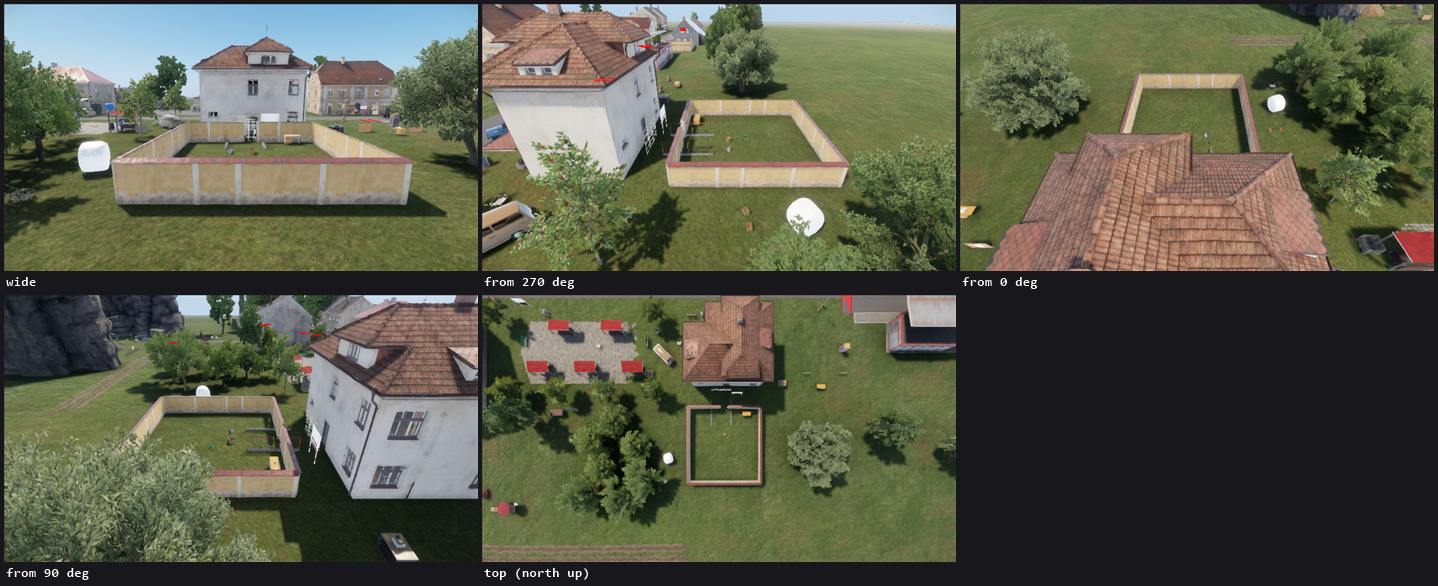 wide
from 270 deg
from 0 deg
from 90 deg
top (north up)